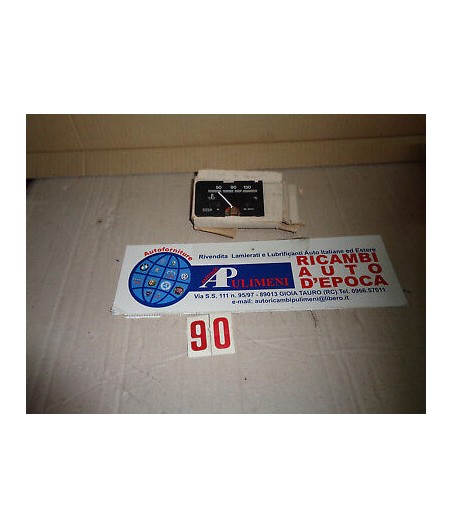 50 90 130
Autoforniture
Rivendita Lamierati e Lubrificanti Auto Italiane ed Estere
APULIMENI
RICAMBI
AUTO
D'EPOCA
Via S.S. 111 n. 95/97 - 89013 GIOIA TAURO (RC) Tel. 0966.57011
e-mail: autoricambipulimeni@libero.it
90